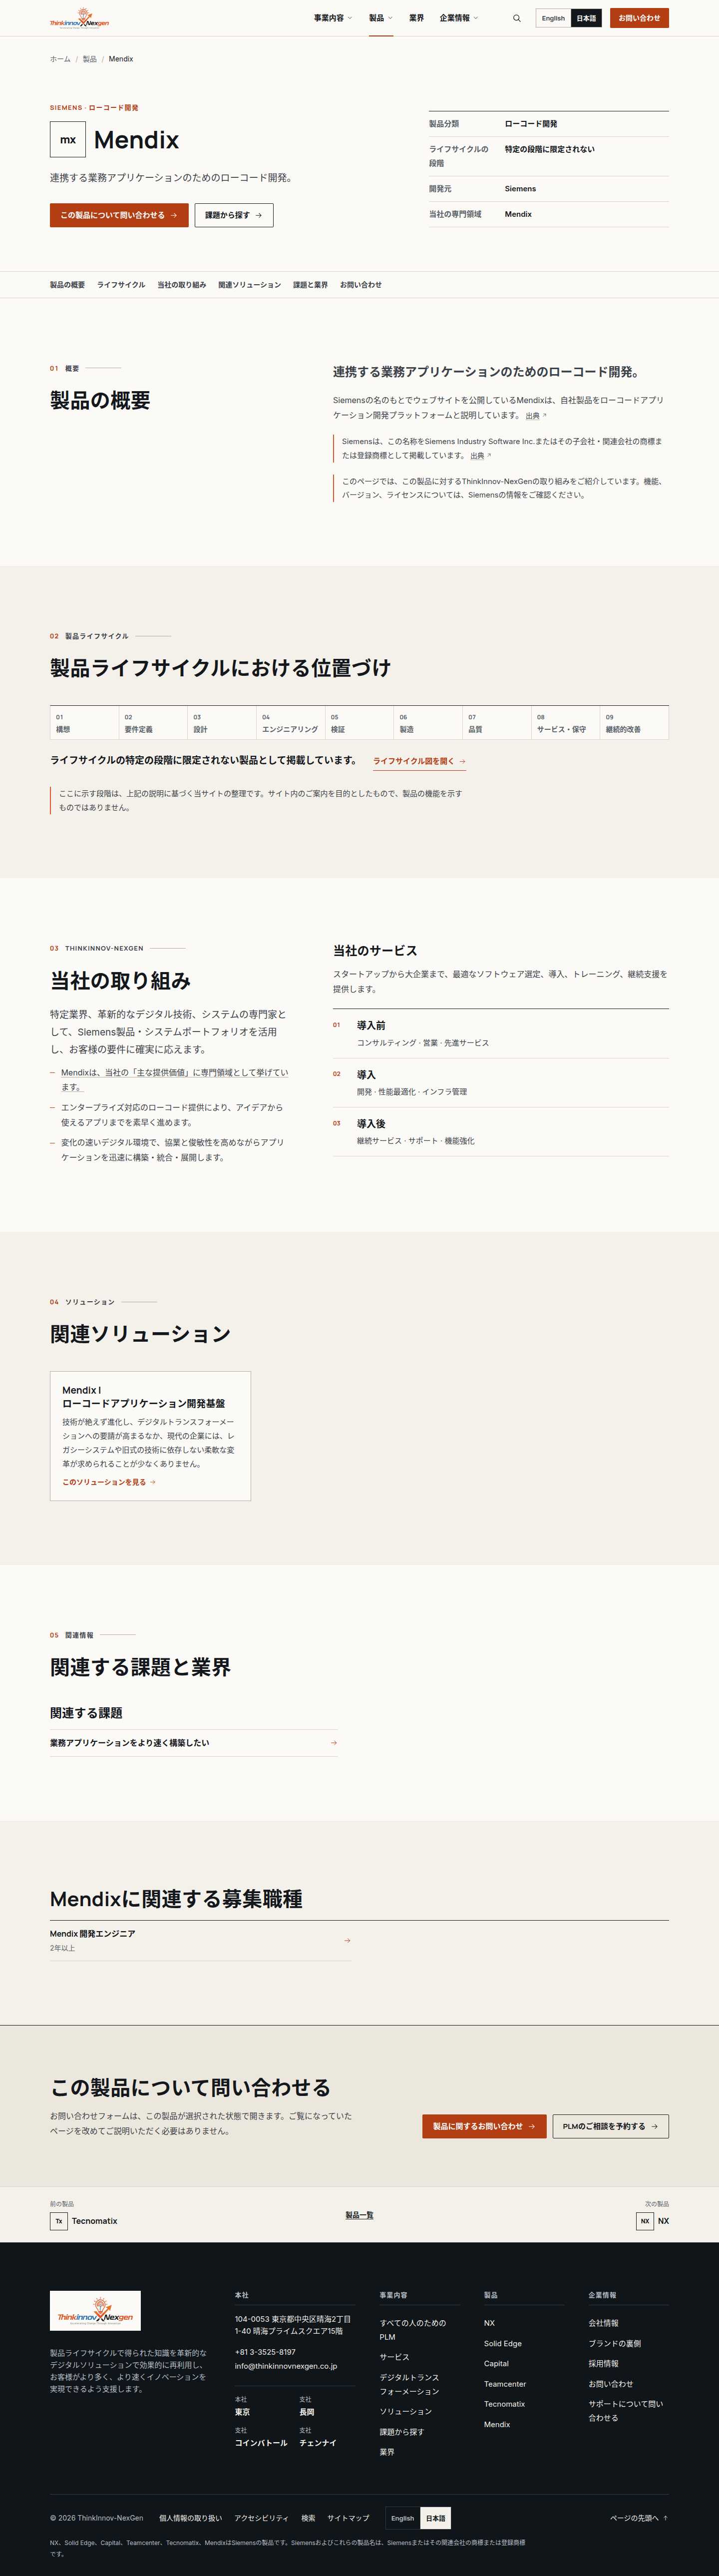 ThinkInnov-NexGen
事業内容
製品
業界
企業情報
English
日本語
お問い合わせ
ホーム / 製品 / Mendix
SIEMENS · ローコード開発
mx
Mendix
連携する業務アプリケーションのためのローコード開発。
この製品について問い合わせる →
課題から探す →
製品分類 ローコード開発
ライフサイクルの段階 特定の段階に限定されない
開発元 Siemens
当社の専門領域 Mendix
製品の概要 ライフサイクル 当社の取り組み 関連ソリューション 課題と業界 お問い合わせ
01 概要
製品の概要
連携する業務アプリケーションのためのローコード開発。
Siemensの名のもとでウェブサイトを公開しているMendixは、自社製品をローコードアプリ
ケーション開発プラットフォームと説明しています。 出典 ↗
Siemensは、この名称をSiemens Industry Software Inc.またはその子会社・関連会社の商標ま
たは登録商標として掲載しています。 出典 ↗
このページでは、この製品に対するThinkInnov-NexGenの取り組みをご紹介しています。機能、
バージョン、ライセンスについては、Siemensの情報をご確認ください。
02 製品ライフサイクル
製品ライフサイクルにおける位置づけ
01 構想
02 要件定義
03 設計
04 エンジニアリング
05 検証
06 製造
07 品質
08 サービス・保守
09 継続的改善
ライフサイクルの特定の段階に限定されない製品として掲載しています。
ライフサイクル図を開く →
ここに示す段階は、上記の説明に基づく当サイトの整理です。サイト内のご案内を目的としたもので、製品の機能を示す
ものではありません。
03 THINKINNOV-NEXGEN
当社の取り組み
特定業界、革新的なデジタル技術、システムの専門家と
して、Siemens製品・システムポートフォリオを活用
し、お客様の要件に確実に応えます。
Mendixは、当社の「主な提供価値」に専門領域として挙げてい
ます。
エンタープライズ対応のローコード提供により、アイデアから
使えるアプリまでを素早く進めます。
変化の速いデジタル環境で、協業と俊敏性を高めながらアプリ
ケーションを迅速に構築・統合・展開します。
当社のサービス
スタートアップから大企業まで、最適なソフトウェア選定、導入、トレーニング、継続支援を
提供します。
01 導入前
コンサルティング · 営業 · 先進サービス
02 導入
開発 · 性能最適化 · インフラ管理
03 導入後
継続サービス · サポート · 機能強化
04 ソリューション
関連ソリューション
Mendix |
ローコードアプリケーション開発基盤
技術が絶えず進化し、デジタルトランスフォーメー
ションへの要請が高まるなか、現代の企業には、レ
ガシーシステムや旧式の技術に依存しない柔軟な変
革が求められることが少なくありません。
このソリューションを見る →
05 関連情報
関連する課題と業界
関連する課題
業務アプリケーションをより速く構築したい →
Mendixに関連する募集職種
Mendix 開発エンジニア
2年以上
→
この製品について問い合わせる
お問い合わせフォームは、この製品が選択された状態で開きます。ご覧になっていた
ページを改めてご説明いただく必要はありません。
製品に関するお問い合わせ →
PLMのご相談を予約する →
前の製品
Tx Tecnomatix
製品一覧
次の製品
NX NX
ThinkInnov-NexGen
製品ライフサイクルで得られた知識を革新的な
デジタルソリューションで効果的に再利用し、
お客様がより多く、より速くイノベーションを
実現できるよう支援します。
本社
104-0053 東京都中央区晴海2丁目
1-40 晴海プライムスクエア15階
+81 3-3525-8197
info@thinkinnovnexgen.co.jp
本社 東京
支社 長岡
支社 コインバトール
支社 チェンナイ
事業内容
すべての人のための
PLM
サービス
デジタルトランス
フォーメーション
ソリューション
課題から探す
業界
製品
NX
Solid Edge
Capital
Teamcenter
Tecnomatix
Mendix
企業情報
会社情報
ブランドの裏側
採用情報
お問い合わせ
サポートについて問い
合わせる
© 2026 ThinkInnov-NexGen 個人情報の取り扱い アクセシビリティ 検索 サイトマップ English 日本語 ページの先頭へ ↑
NX、Solid Edge、Capital、Teamcenter、Tecnomatix、MendixはSiemensの製品です。Siemensおよびこれらの製品名は、Siemensまたはその関連会社の商標または登録商標
です。